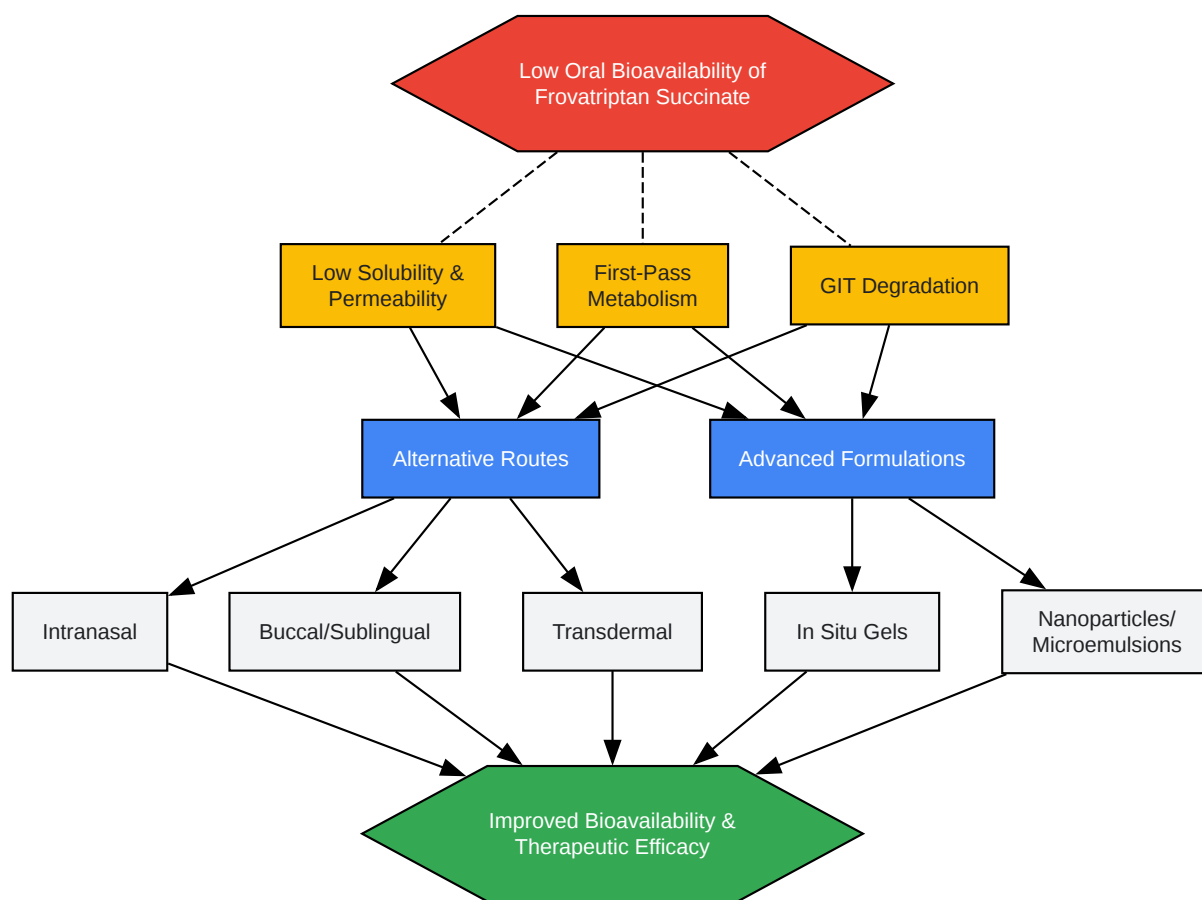 Low Oral Bioavailability of
Frovatriptan Succinate
Low Solubility &
Permeability
First-Pass
Metabolism
GIT Degradation
Alternative Routes
Advanced Formulations
Intranasal
Buccal/Sublingual
Transdermal
In Situ Gels
Nanoparticles/
Microemulsions
Improved Bioavailability &
Therapeutic Efficacy